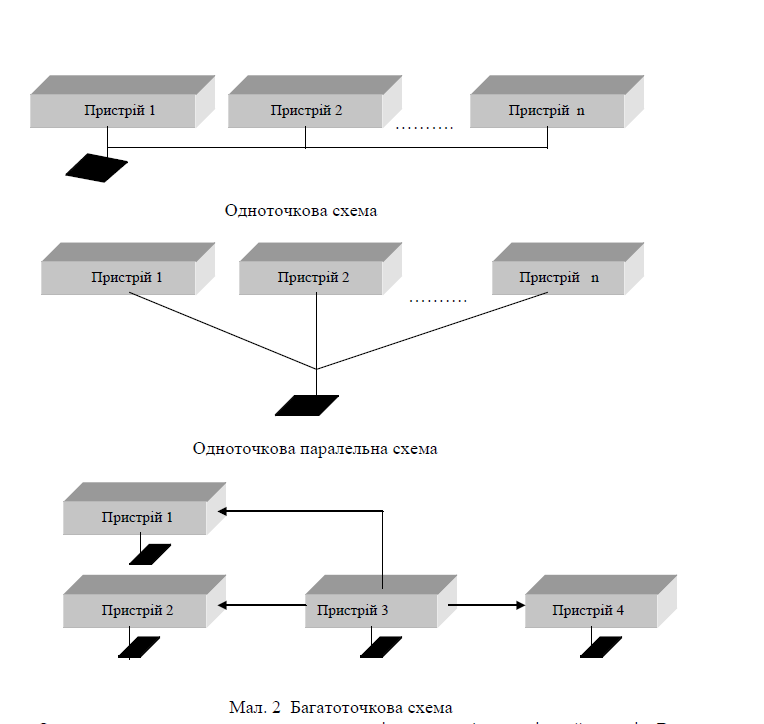 Пристрій 1 Пристрій 2 .......... Пристрій n
Одноточкова схема
Пристрій 1 Пристрій 2 .......... Пристрій n
Одноточкова паралельна схема
Пристрій 1
Пристрій 2 Пристрій 3 Пристрій 4
Мал. 2 Багатоточкова схема